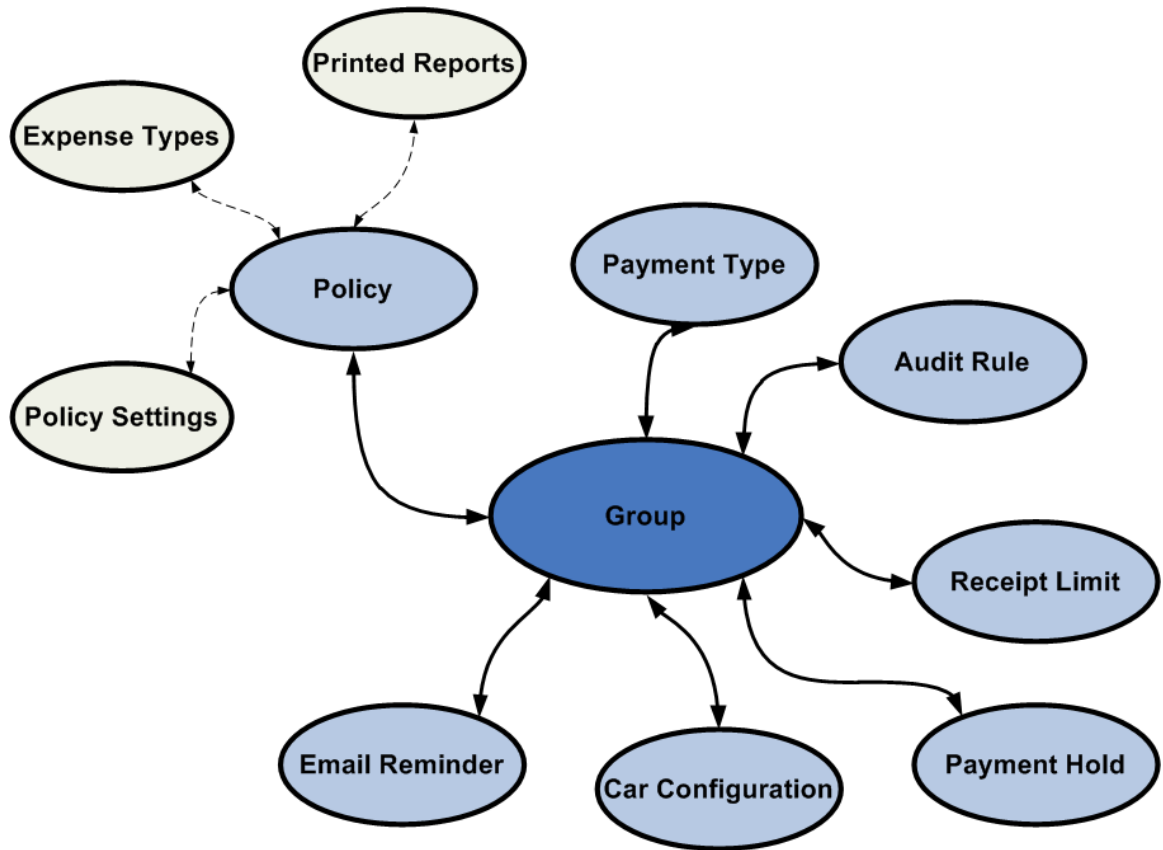 Printed Reports
Expense Types
Payment Type
Policy
Audit Rule
Policy Settings
Group
Receipt Limit
Email Reminder
Car Configuration
Payment Hold